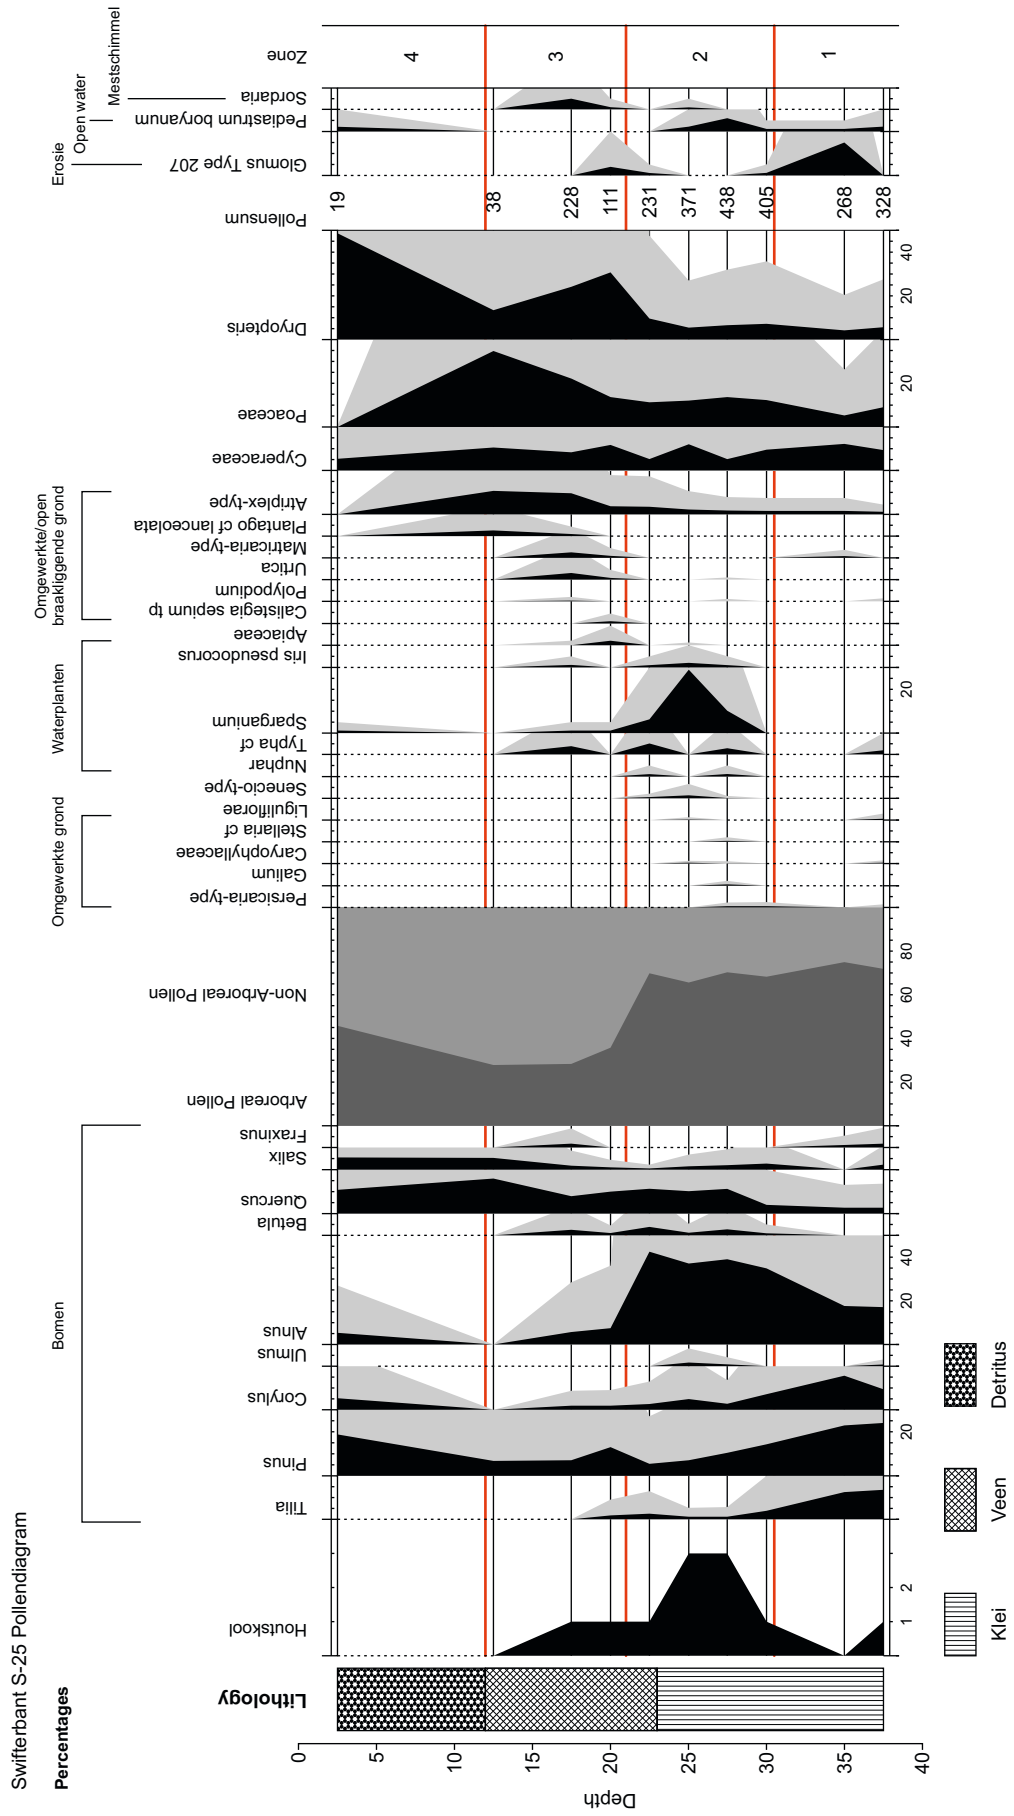 Swifterbant S-25 Pollendiagram
Percentages
Lithology
Depth
0
5
10
15
20
25
30
35
40
Bomen
Omgewerkte grond
Waterplanten
Omgewerkte/open
braakliggende grond
Erosie
Open water
Mestschimmel
Houtskool
Tilia
Pinus
Corylus
Ulmus
Alnus
Betula
Quercus
Salix
Fraxinus
Arboreal Pollen
Non-Arboreal Pollen
Persicaria-type
Galium
Caryophyllaceae
Stellaria cf
Liguliflorae
Senecio-type
Nuphar
Typha cf
Sparganium
Iris pseudocorus
Apiaceae
Calistegia sepium tp
Polypodium
Urtica
Matricaria-type
Plantago cf lanceolata
Atriplex-type
Cyperaceae
Poaceae
Dryopteris
Pollensum
Glomus Type 207
Pediastrum boryanum
Sordaria
Zone
19
38
228
111
231
371
438
405
268
328
4
3
2
1
1 2
20
20 40
20 40 60 80
20
20
20 40
Klei
Veen
Detritus